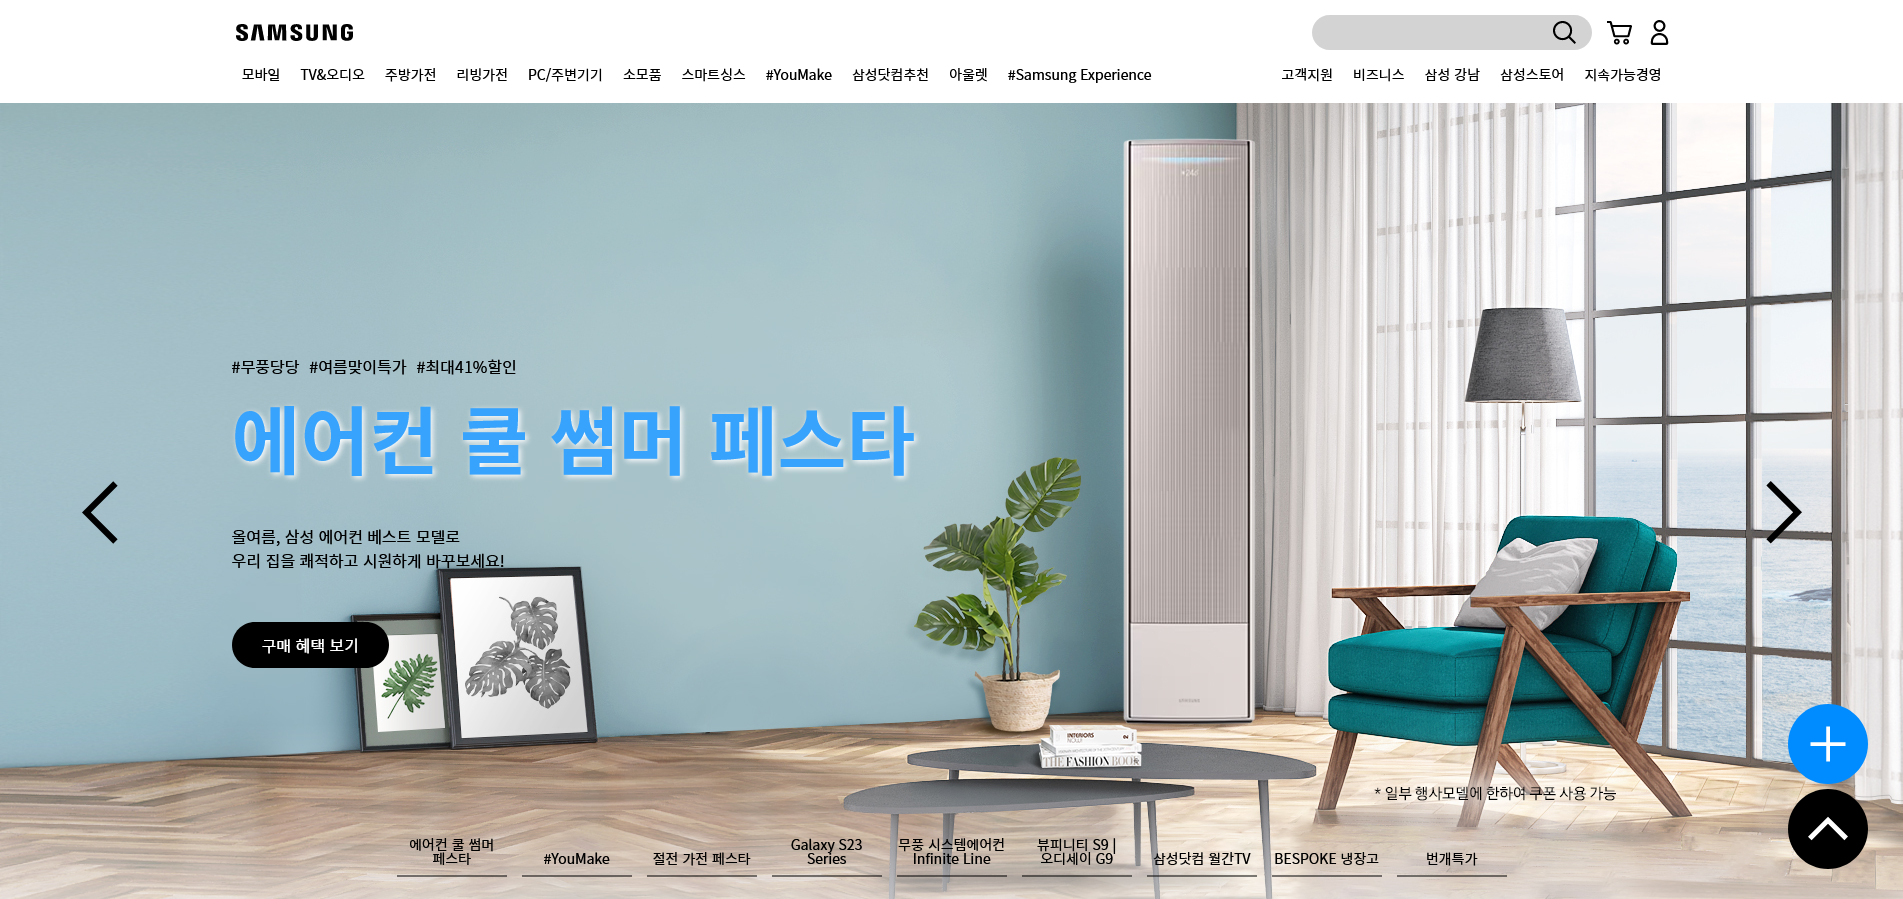 SAMSUNG
모바일 TV&오디오 주방가전 리빙가전 PC/주변기기 소모품 스마트싱스 #YouMake 삼성닷컴추천 아울렛 #Samsung Experience 고객지원 비즈니스 삼성 강남 삼성스토어 지속가능경영
#무풍당당 #여름맞이특가 #최대41%할인
에어컨 쿨 썸머 페스타
올여름, 삼성 에어컨 베스트 모델로
우리 집을 쾌적하고 시원하게 바꾸보세요!
구매 혜택 보기
INTERIORS
THE FASHION BOOK
* 일부 행사모델에 한하여 쿠폰 사용 가능
에어컨 쿨 썸머
페스타
#YouMake
절전 가전 페스타
Galaxy S23
Series
무풍 시스템에어컨
Infinite Line
뷰피니티 S9 |
오디세이 G9
삼성닷컴 월간TV
BESPOKE 냉장고
번개특가